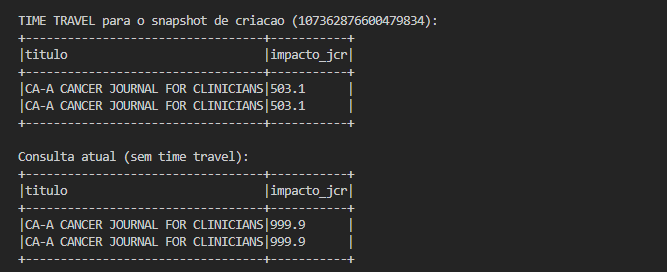 TIME TRAVEL para o snapshot de criacao (107362876600479834):
+---------------------------------+-----------+
|titulo                           |impacto_jcr|
+---------------------------------+-----------+
|CA-A CANCER JOURNAL FOR CLINICIANS|503.1      |
|CA-A CANCER JOURNAL FOR CLINICIANS|503.1      |
+---------------------------------+-----------+
Consulta atual (sem time travel):
+---------------------------------+-----------+
|titulo                           |impacto_jcr|
+---------------------------------+-----------+
|CA-A CANCER JOURNAL FOR CLINICIANS|999.9      |
|CA-A CANCER JOURNAL FOR CLINICIANS|999.9      |
+---------------------------------+-----------+